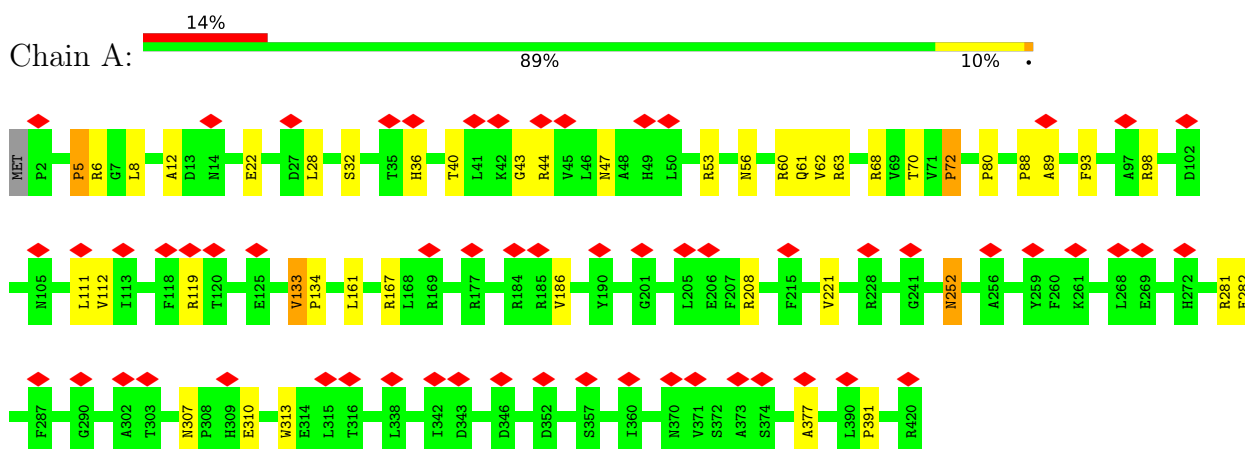 14%
Chain A:
89% 10% •
MET P2 P5 R6 G7 L8 A12 D13 N14 E22 D27 L28 S32 T35 H36 T40 L41 K42 G43 R44 V45 L46 N47 A48 H49 L50 R53 N56 R60 Q61 V62 R63 R68 V69 T70 V71 P72 P80 P88 A89 F93 A97 R98 D102
N105 L111 V112 I113 F118 R119 T120 E125 V133 P134 L161 R167 L168 R169 R177 R184 R185 V186 Y190 G201 L205 E206 F207 R208 F215 V221 R228 G241 N252 A256 Y259 F260 K261 L268 E269 H272 R281 E282
F287 G290 A302 T303 N307 P308 H309 E310 W313 E314 L315 T316 L338 I342 D343 D346 D352 S357 I360 N370 V371 S372 A373 S374 A377 L390 P391 R420